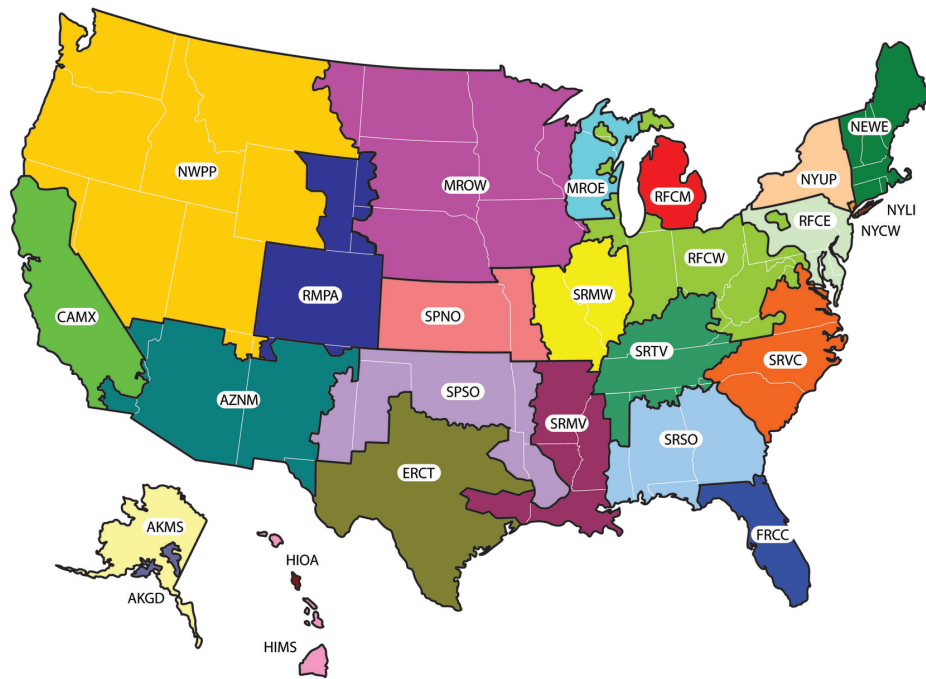 NEWE
NWPP
NYUP
MROW
MROE
RFCM
NYLI
RFCE
NYCW
RFCW
RMPA
SRMW
SPNO
CAMX
SRTV
SRVC
SPSO
AZNM
SRMV
SRSO
ERCT
AKMS
FRCC
HIOA
AKGD
HIMS